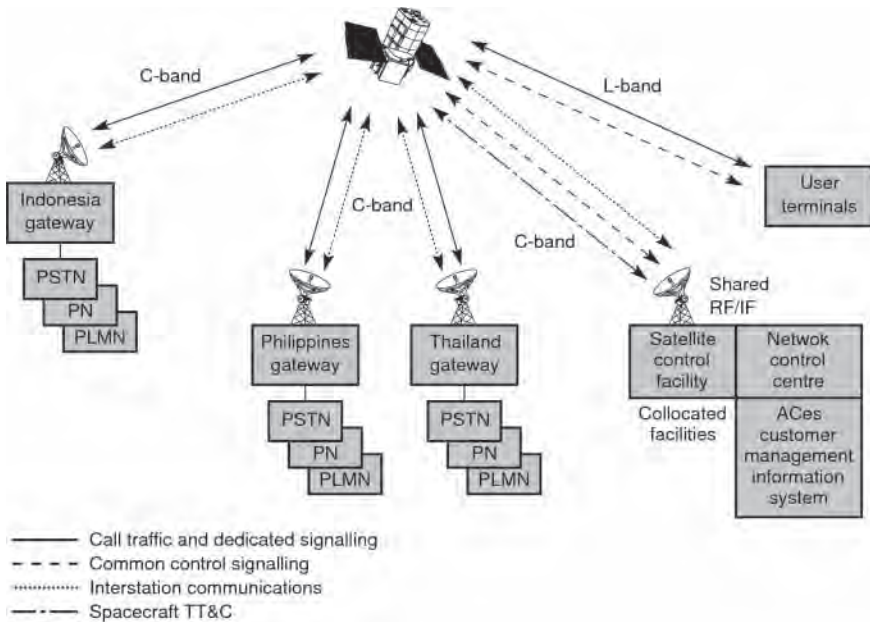 C-band
L-band
Indonesia
gateway
PSTN
PN
PLMN
C-band
C-band
User
terminals
Shared
RF/IF
Philippines
gateway
PSTN
PN
PLMN
Thailand
gateway
PSTN
PN
PLMN
Satellite
control
facility
Netwok
control
centre
Collocated
facilities
ACes
customer
management
information
system
Call traffic and dedicated signalling
Common control signalling
Interstation communications
Spacecraft TT&C